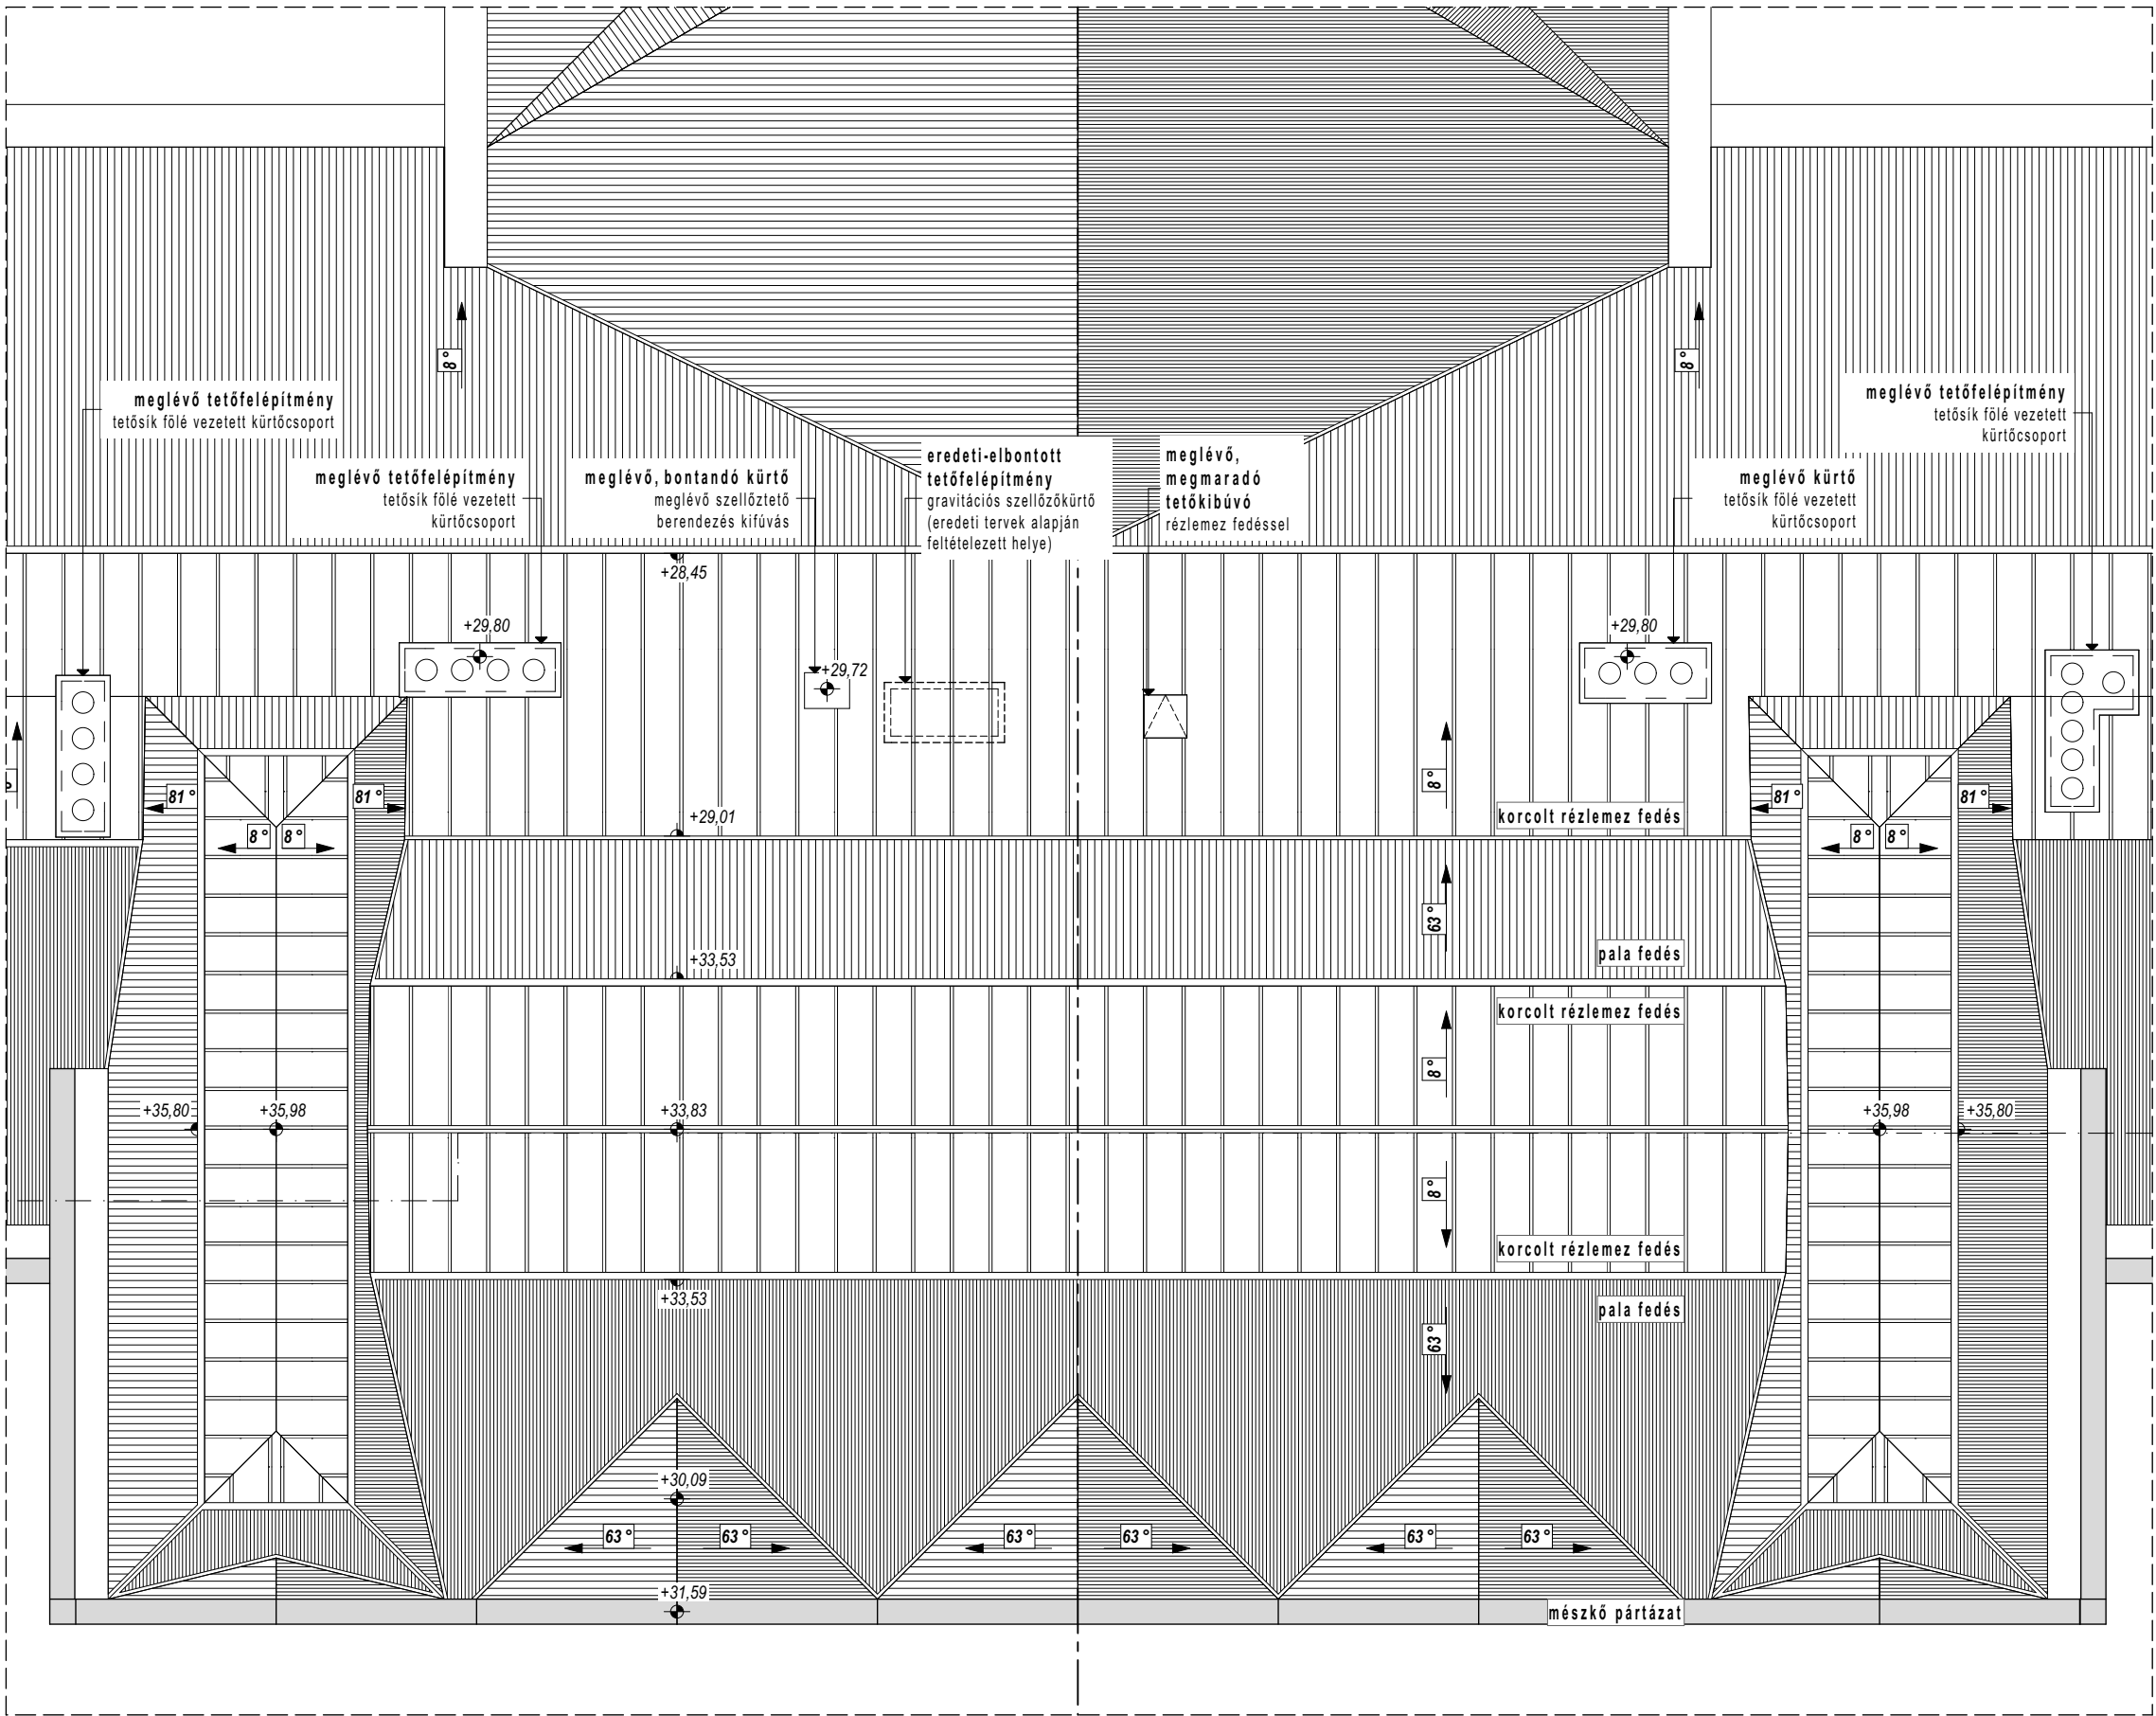 8°
8°
meglévő tetőfelépítmény
tetősík fölé vezetett kürtőcsoport
meglévő tetőfelépítmény
tetősík fölé vezetett
kürtőcsoport
meglévő tetőfelépítmény
tetősík fölé vezetett
kürtőcsoport
meglévő, bontandó kürtő
meglévő szellőztető
berendezés kifúvás
eredeti-elbontott
tetőfelépítmény
gravitációs szellőzőkürtő
(eredeti tervek alapján
feltételezett helye)
meglévő,
megmaradó
tetőkibúvó
rézlemez fedéssel
meglévő kürtő
tetősík fölé vezetett
kürtőcsoport
+28,45
+29,80
+29,80
+29,72
8°
81°
81°
81°
81°
+29,01
korcolt rézlemez fedés
8°
8°
8°
8°
63°
+33,53
pala fedés
korcolt rézlemez fedés
8°
+35,80
+35,98
+33,83
+35,98
+35,80
8°
korcolt rézlemez fedés
+33,53
pala fedés
63°
+30,09
63°
63°
63°
63°
63°
63°
+31,59
mészkő pártázat